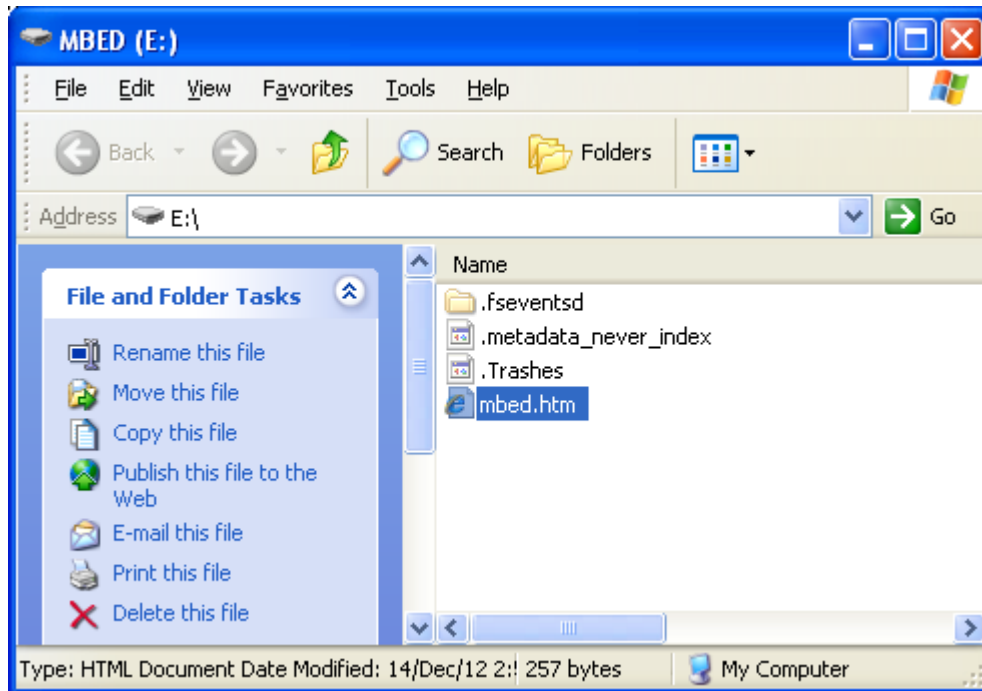 MBED (E:)
File Edit View Favorites Tools Help
Back Search Folders
Address E:\ Go
File and Folder Tasks
Rename this file
Move this file
Copy this file
Publish this file to the
Web
E-mail this file
Print this file
Delete this file
Name
.fseventsd
.metadata_never_index
.Trashes
mbed.htm
Type: HTML Document Date Modified: 14/Dec/12 2: 257 bytes My Computer